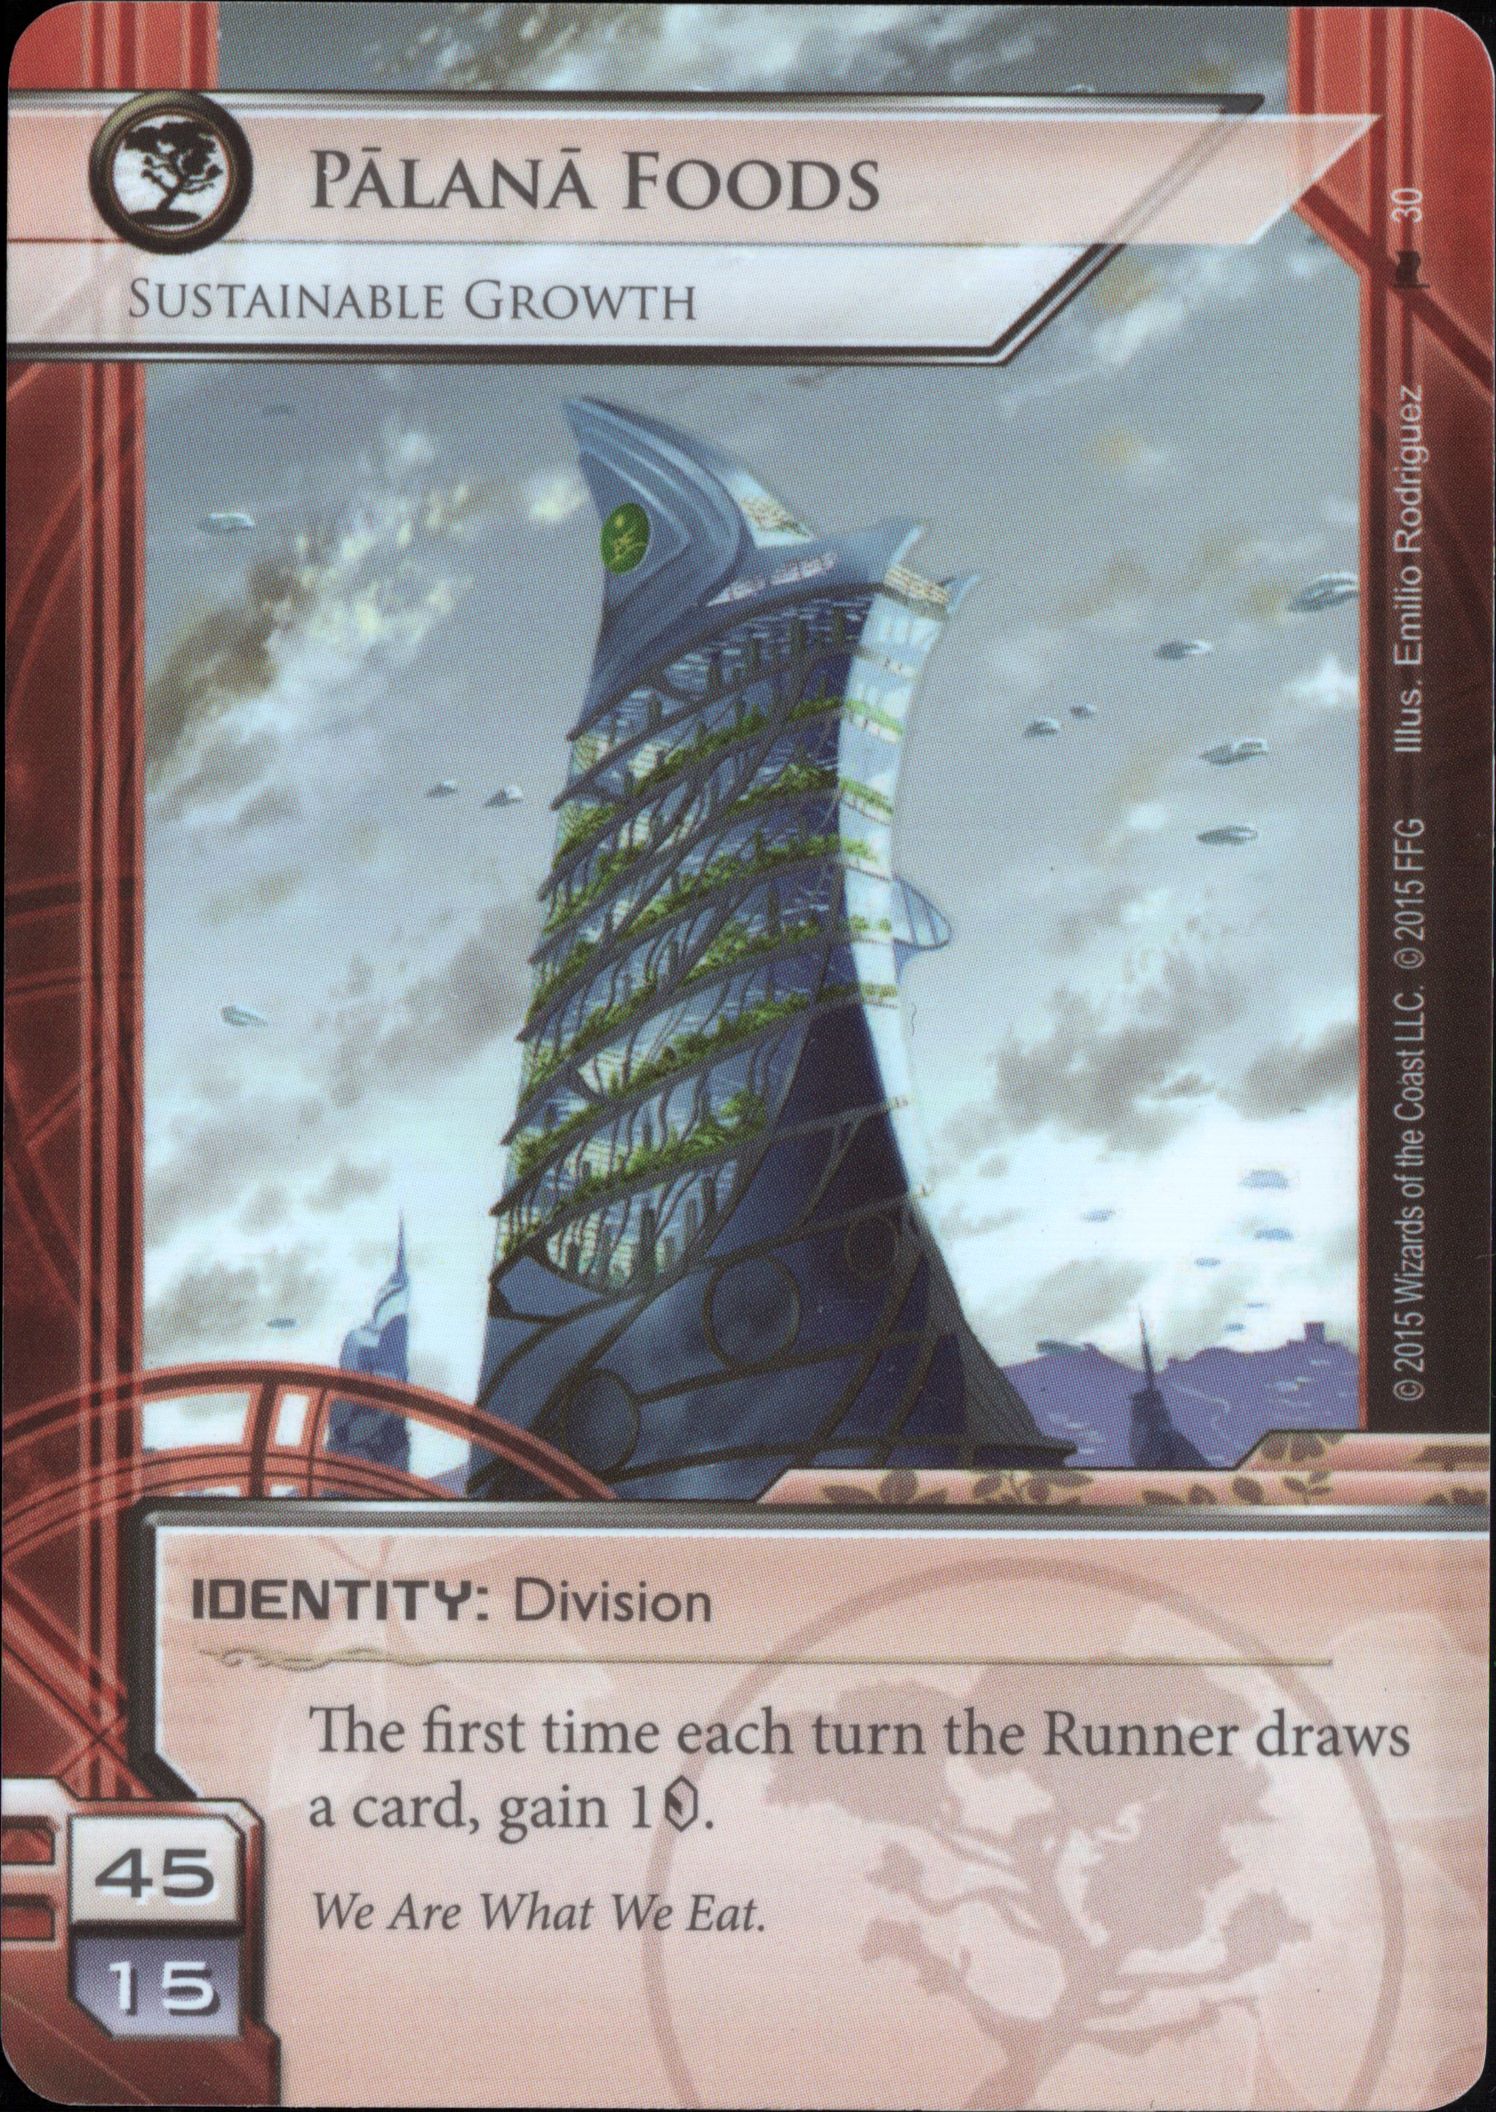 Pālanā Foods
Sustainable Growth
30
Illus. Emilio Rodriguez
© 2015 Wizards of the Coast LLC. © 2015 FFG
IDENTITY: Division
The first time each turn the Runner draws
a card, gain 1.
We Are What We Eat.
45
15